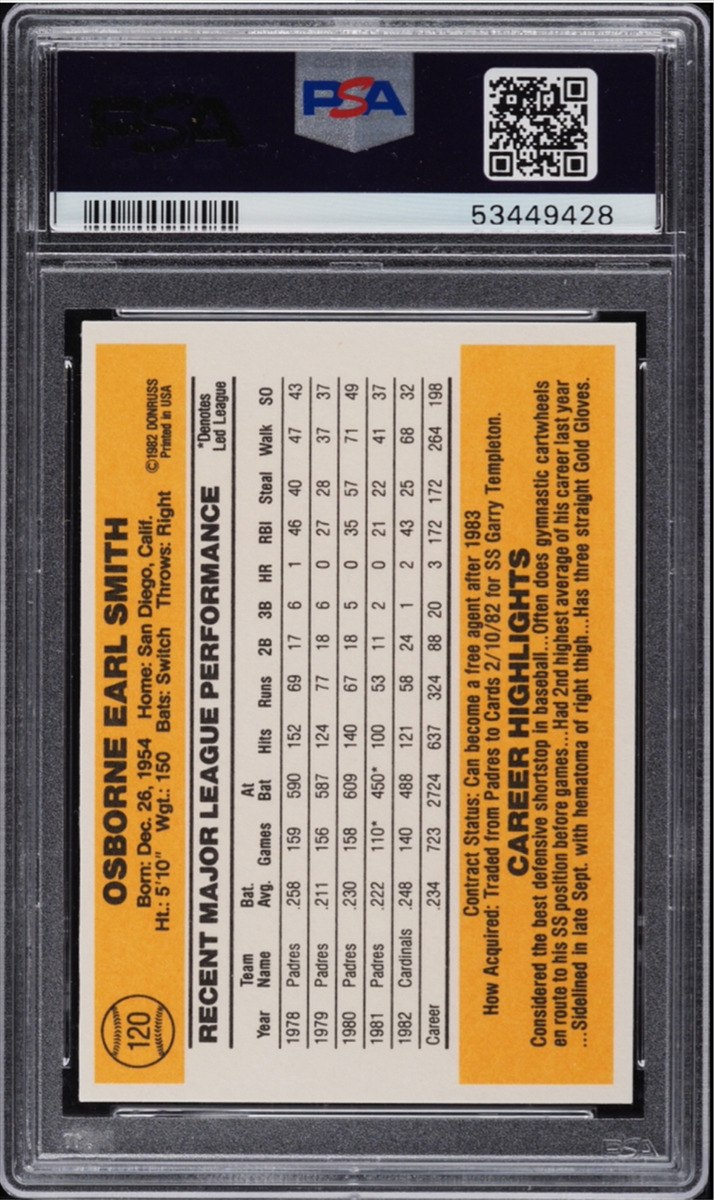 PSA
PSA
53449428
120
OSBORNE EARL SMITH
Born: Dec. 26, 1954 Home: San Diego, Calif.
Ht.: 5'10" Wgt.: 150 Bats: Switch Throws: Right
©1982 DONRUSS
Printed in USA
RECENT MAJOR LEAGUE PERFORMANCE
*Denotes
Led League
Year Team Name Bat. Avg. Games At Bat Hits Runs 2B 3B HR RBI Steal Walk SO
1978 Padres .258 159 590 152 69 17 6 1 46 40 47 43
1979 Padres .211 156 587 124 77 18 6 0 27 28 37 37
1980 Padres .230 158 609 140 67 18 5 0 35 57 71 49
1981 Padres .222 110* 450* 100 53 11 2 0 21 22 41 37
1982 Cardinals .248 140 488 121 58 24 1 2 43 25 68 32
Career .234 723 2724 637 324 88 20 3 172 172 264 198
Contract Status: Can become a free agent after 1983
How Acquired: Traded from Padres to Cards 2/10/82 for SS Garry Templeton.
CAREER HIGHLIGHTS
Considered the best defensive shortstop in baseball...Often does gymnastic cartwheels
en route to his SS position before games...Had 2nd highest average of his career last year
...Sidelined in late Sept. with hematoma of right thigh...Has three straight Gold Gloves.
PSA